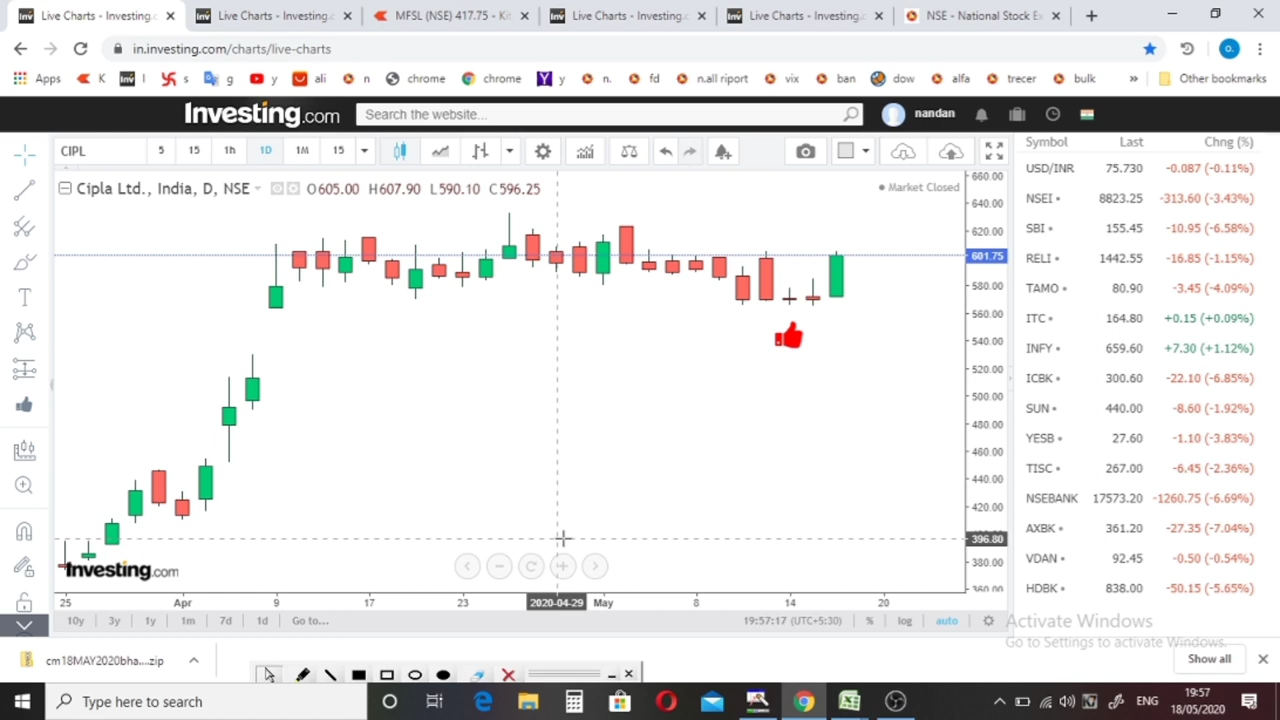 Live Charts - Investing.c
Live Charts - Investing.c
MFSL (NSE) 417.75 - Ki
Live Charts - Investing.c
Live Charts - Investing.c
NSE - National Stock Ex
in.investing.com/charts/live-charts
Apps
K
I
s
g
y
ali
n
chrome
chrome
y
n.
fd
n.all riport
vix
ban
dow
alfa
trecer
bulk
»
Other bookmarks
Investing.com
Search the website...
nandan
CIPL
5
15
1h
1D
1M
15
Symbol
Last
Chng (%)
Cipla Ltd., India, D, NSE
O605.00 H607.90 L590.10 C596.25
Market Closed
660.00
640.00
620.00
601.75
580.00
560.00
540.00
520.00
500.00
480.00
460.00
440.00
420.00
396.80
380.00
360.00
USD/INR 75.730 -0.087 (-0.11%)
NSEI 8823.25 -313.60 (-3.43%)
SBI 155.45 -10.95 (-6.58%)
RELI 1442.55 -16.85 (-1.15%)
TAMO 80.90 -3.45 (-4.09%)
ITC 164.80 +0.15 (+0.09%)
INFY 659.60 +7.30 (+1.12%)
ICBK 300.60 -22.10 (-6.85%)
SUN 440.00 -8.60 (-1.92%)
YESB 27.60 -1.10 (-3.83%)
TISC 267.00 -6.45 (-2.36%)
NSEBANK 17573.20 -1260.75 (-6.69%)
AXBK 361.20 -27.35 (-7.04%)
VDAN 92.45 -0.50 (-0.54%)
HDBK 838.00 -50.15 (-5.65%)
Investing.com
25 Apr 9 17 23 2020-04-29 May 8 14 20
10y 3y 1y 1m 7d 1d Go to...
19:57:17 (UTC+5:30) % log auto
Activate Windows
Go to Settings to activate Windows.
cm18MAY2020bha....zip
Show all
Type here to search
ENG
19:57
18/05/2020